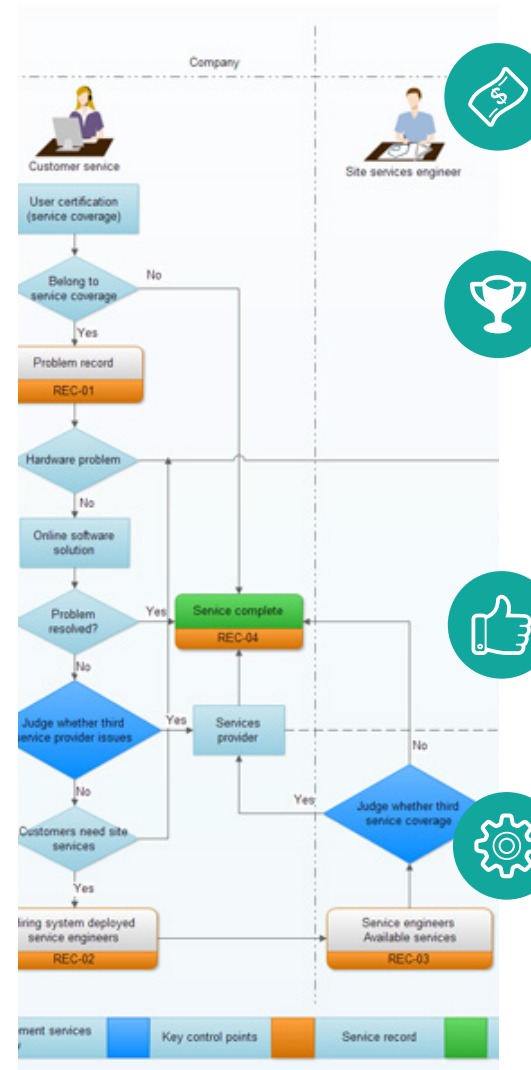 Company
Customer service
Site services engineer
User certification
(service coverage)
Belong to
service coverage
No
Yes
Problem record
REC-01
Hardware problem
No
Online software
solution
Problem
resolved?
Yes
Service complete
REC-04
No
Judge whether third
service provider issues
Yes
Services
provider
No
No
Yes
Judge whether third
service coverage
Customers need site
services
Yes
system deployed
service engineers
REC-02
Service engineers
Available services
REC-03
services
Key control points
Service record
$